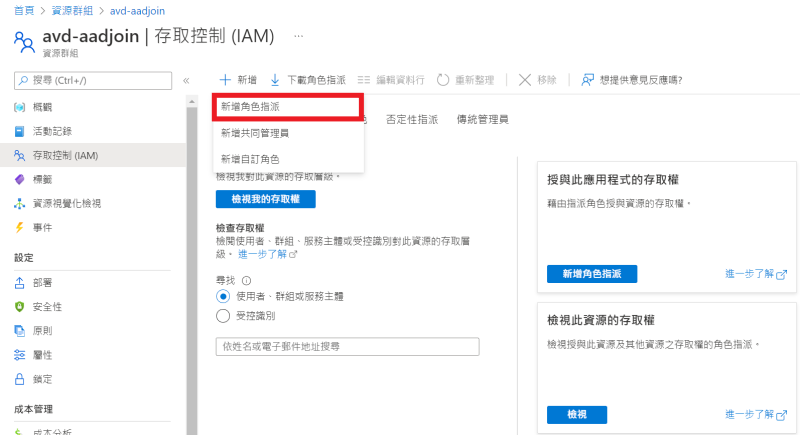 首頁 > 資源群組 > avd-aadjoin
avd-aadjoin | 存取控制 (IAM) ...
資源群組
搜尋 (Ctrl+/)
«
新增 下載角色指派 編輯資料行 重新整理 移除 想提供意見反應嗎?
概觀
活動記錄
存取控制 (IAM)
標籤
資源視覺化檢視
事件
設定
部署
安全性
原則
屬性
鎖定
成本管理
成本分析
新增角色指派
新增共同管理員
新增自訂角色
否定性指派 傳統管理員
檢視我對此資源的存取層級。
檢視我的存取權
檢查存取權
檢閱使用者、群組、服務主體或受控識別對此資源的存取層
級。 進一步了解
尋找
使用者、群組或服務主體
受控識別
依姓名或電子郵件地址搜尋
授與此應用程式的存取權
藉由指派角色授與資源的存取權。
新增角色指派 進一步了解
檢視此資源的存取權
檢視授與此資源及其他資源之存取權的角色指派。
檢視 進一步了解